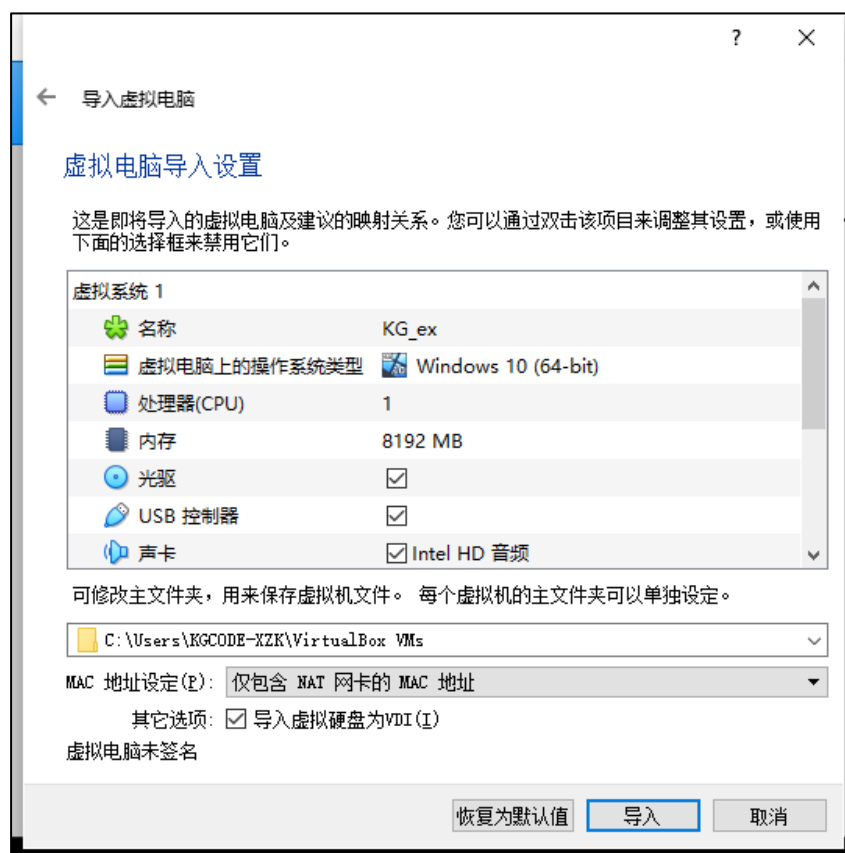 ?
导入虚拟电脑
虚拟电脑导入设置
这是即将导入的虚拟电脑及建议的映射关系。您可以通过双击该项目来调整其设置，或使用
下面的选择框来禁用它们。
虚拟系统 1
名称 KG_ex
虚拟电脑上的操作系统类型 Windows 10 (64-bit)
处理器(CPU) 1
内存 8192 MB
光驱
USB 控制器
声卡 Intel HD 音频
可修改主文件夹，用来保存虚拟机文件。 每个虚拟机的主文件夹可以单独设定。
C:\Users\KGCODE-XZK\VirtualBox VMs
MAC 地址设定(P): 仅包含 NAT 网卡的 MAC 地址
其它选项: 导入虚拟硬盘为VDI(I)
虚拟电脑未签名
恢复为默认值 导入 取消